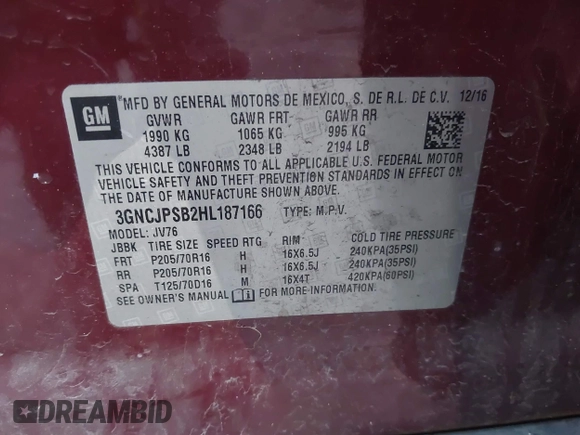 GM
MFD BY GENERAL MOTORS DE MEXICO, S. DE R.L. DE C.V. 12/16
GVWR GAWR FRT GAWR RR
1990 KG 1065 KG 995 KG
4387 LB 2348 LB 2194 LB
THIS VEHICLE CONFORMS TO ALL APPLICABLE U.S. FEDERAL MOTOR
VEHICLE SAFETY AND THEFT PREVENTION STANDARDS IN EFFECT ON
THE DATE OF MANUFACTURE SHOWN ABOVE.
3GNCJPSB2HL187166 TYPE: M.P.V.
MODEL: JV76
JBBK TIRE SIZE SPEED RTG RIM COLD TIRE PRESSURE
FRT P205/70R16 H 16X6.5J 240KPA(35PSI)
RR P205/70R16 H 16X6.5J 240KPA(35PSI)
SPA T125/70D16 M 16X4T 420KPA(60PSI)
SEE OWNER'S MANUAL FOR MORE INFORMATION.
DREAMBID